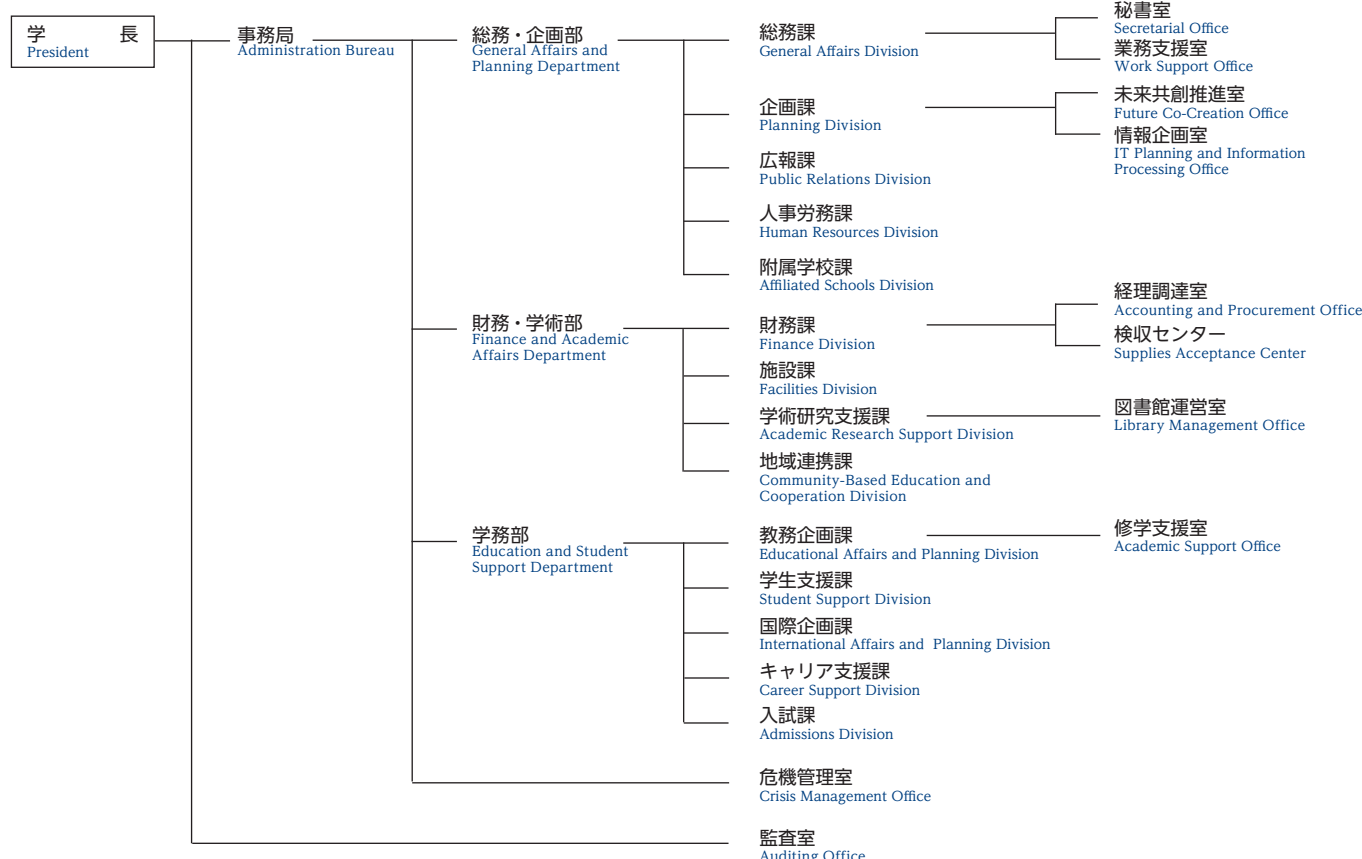 学 長
President
事務局
Administration Bureau
総務・企画部
General Affairs and
Planning Department
総務課
General Affairs Division
秘書室
Secretarial Office
業務支援室
Work Support Office
企画課
Planning Division
未来共創推進室
Future Co-Creation Office
情報企画室
IT Planning and Information
Processing Office
広報課
Public Relations Division
人事労務課
Human Resources Division
附属学校課
Affiliated Schools Division
財務・学術部
Finance and Academic
Affairs Department
財務課
Finance Division
経理調達室
Accounting and Procurement Office
検収センター
Supplies Acceptance Center
施設課
Facilities Division
学術研究支援課
Academic Research Support Division
図書館運営室
Library Management Office
地域連携課
Community-Based Education and
Cooperation Division
学務部
Education and Student
Support Department
教務企画課
Educational Affairs and Planning Division
修学支援室
Academic Support Office
学生支援課
Student Support Division
国際企画課
International Affairs and Planning Division
キャリア支援課
Career Support Division
入試課
Admissions Division
危機管理室
Crisis Management Office
監査室
Auditing Office